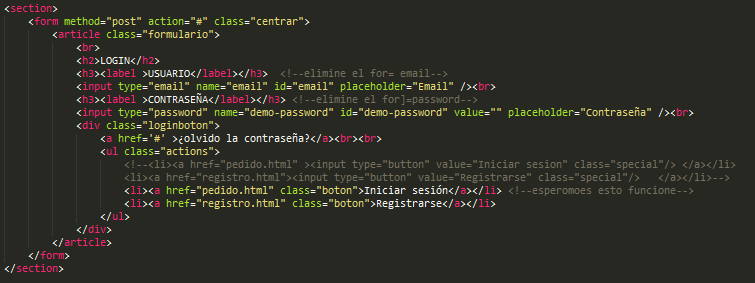 <section>
<form method="post" action="#" class="centrar">
<article class="formulario">
<br>
<h2>LOGIN</h2>
<h3><label >USUARIO</label></h3>  <!--elimine el for= email-->
<input type="email" name="email" id="email" placeholder="Email" /><br>
<h3><label >CONTRASEÑA</label></h3> <!--elimine el for]=password-->
<input type="password" name="demo-password" id="demo-password" value="" placeholder="Contraseña" /><br>
<div class="loginboton">
<a href='#' >¿olvido la contraseña?</a><br><br>
<ul class="actions">
<!--<li><a href="pedido.html" ><input type="button" value="Iniciar sesion" class="special"/> </a></li>
<li><a href="registro.html"><input type="button" value="Registrarse" class="special"/>   </a></li>-->
<li><a href="pedido.html" class="boton">Iniciar sesión</a></li> <!--esperomoes esto funcione-->
<li><a href="registro.html" class="boton">Registrarse</a></li>
</ul>
</div>
</article>
</form>
</section>